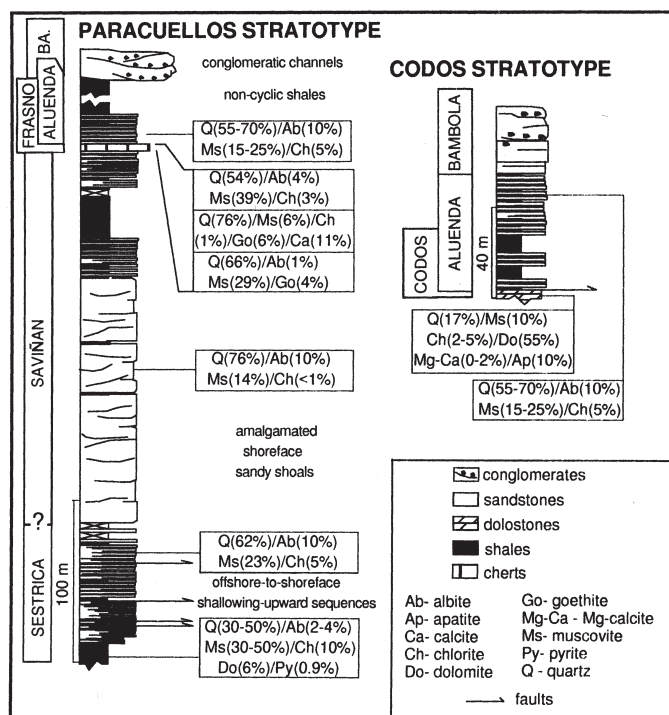 PARACUELLOS STRATOTYPE
BA.
FRASNO
ALUENDA
SAVIÑAN
?
SESTRICA
100 m
conglomeratic channels
non-cyclic shales
Q(55-70%)/Ab(10%)
Ms(15-25%)/Ch(5%)
Q(54%)/Ab(4%)
Ms(39%)/Ch(3%)
Q(76%)/Ms(6%)/Ch
(1%)/Go(6%)/Ca(11%)
Q(66%)/Ab(1%)
Ms(29%)/Go(4%)
Q(76%)/Ab(10%)
Ms(14%)/Ch(<1%)
amalgamated
shoreface
sandy shoals
Q(62%)/Ab(10%)
Ms(23%)/Ch(5%)
offshore-to-shoreface
shallowing-upward sequences
Q(30-50%)/Ab(2-4%)
Ms(30-50%)/Ch(10%)
Do(6%)/Py(0.9%)
CODOS STRATOTYPE
BAMBOLA
ALUENDA
CODOS
40 m
Q(17%)/Ms(10%)
Ch(2-5%)/Do(55%)
Mg-Ca(0-2%)/Ap(10%)
Q(55-70%)/Ab(10%)
Ms(15-25%)/Ch(5%)
conglomerates
sandstones
dolostones
shales
cherts
Ab- albite
Ap- apatite
Ca- calcite
Ch- chlorite
Do- dolomite
Go- goethite
Mg-Ca - Mg-calcite
Ms- muscovite
Py- pyrite
Q - quartz
faults